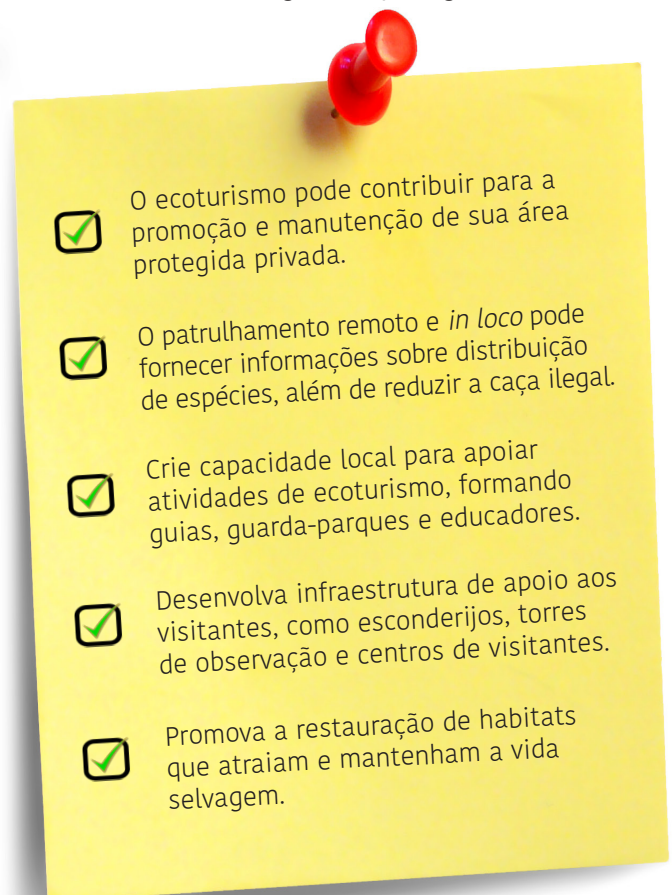 O ecoturismo pode contribuir para a
promoção e manutenção de sua área
protegida privada.
O patrulhamento remoto e in loco pode
fornecer informações sobre distribuição
de espécies, além de reduzir a caça ilegal.
Crie capacidade local para apoiar
atividades de ecoturismo, formando
guias, guarda-parques e educadores.
Desenvolva infraestrutura de apoio aos
visitantes, como esconderijos, torres
de observação e centros de visitantes.
Promova a restauração de habitats
que atraiam e mantenham a vida
selvagem.